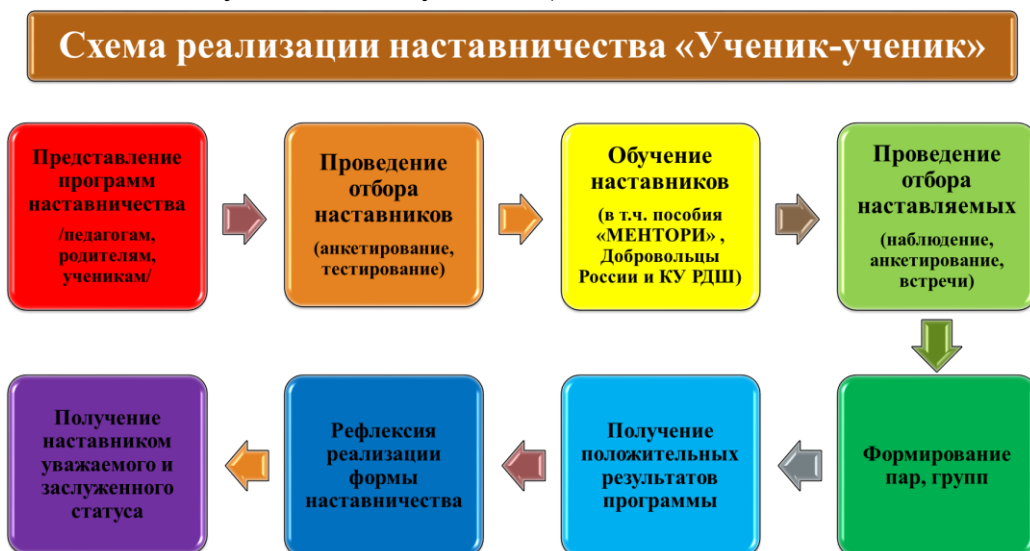 Схема реализации наставничества «Ученик-ученик»
Представление
программ
наставничества
/педагогам,
родителям,
ученикам/
Проведение
отбора
наставников
(анкетирование,
тестирование)
Обучение
наставников
(в т.ч. пособия
«МЕНТОРИ» ,
Добровольцы
России и КУ РДШ)
Проведение
отбора
наставляемых
(наблюдение,
анкетирование,
встречи)
Формирование
пар, групп
Получение
положительных
результатов
программы
Рефлексия
реализации
формы
наставничества
Получение
наставником
уважаемого и
заслуженного
статуса